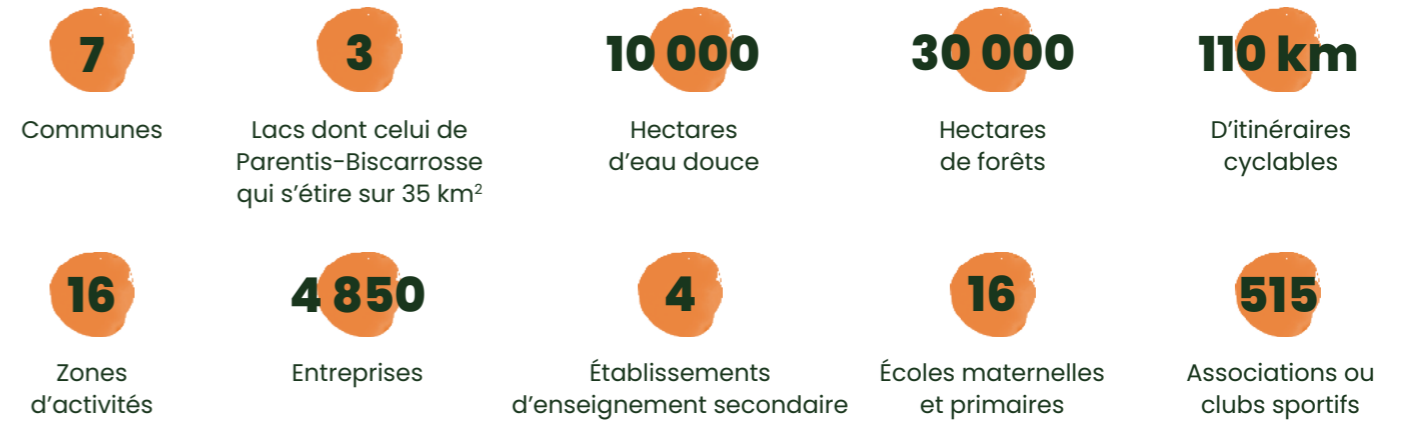 7
Communes
3
Lacs dont celui de
Parentis-Biscarrosse
qui s’étire sur 35 km²
10 000
Hectares
d’eau douce
30 000
Hectares
de forêts
110 km
D’itinéraires
cyclables
16
Zones
d’activités
4 850
Entreprises
4
Établissements
d’enseignement secondaire
16
Écoles maternelles
et primaires
515
Associations ou
clubs sportifs